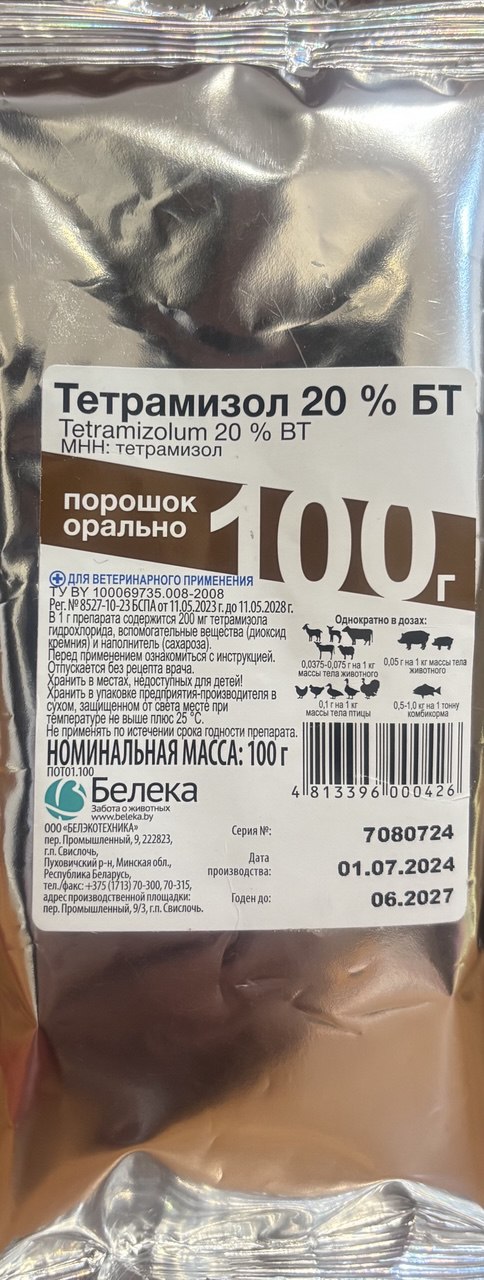 Тетрамизол 20 % БТ
Tetramizolum 20 % BT
МНН: тетрамизол
порошок
орально
100 г
ДЛЯ ВЕТЕРИНАРНОГО ПРИМЕНЕНИЯ
ТУ BY 100069735.008-2008
Рег. № 8527-10-23 БСПА от 11.05.2023 г. до 11.05.2028 г.
В 1 г препарата содержится 200 мг тетрамизола
гидрохлорида, вспомогательные вещества (диоксид
кремния) и наполнитель (сахароза).
Перед применением ознакомиться с инструкцией.
Отпускается без рецепта врача.
Хранить в местах, недоступных для детей!
Хранить в упаковке предприятия-производителя в
сухом, защищенном от света месте при
температуре не выше плюс 25 °С.
Не применять по истечении срока годности препарата.
Однократно в дозах:
0,0375-0,075 г на 1 кг
массы тела животного
0,05 г на 1 кг массы тела
животного
0,1 г на 1 кг
массы тела птицы
0,5-1,0 кг на 1 тонну
комбикорма
НОМИНАЛЬНАЯ МАССА: 100 г
ПОТ01.100
Белека
Забота о животных
www.beleka.by
4 813396 000426
ООО «БЕЛЭКОТЕХНИКА»
пер. Промышленный, 9, 222823,
г.п. Свислочь,
Пуховичский р-н, Минская обл.,
Республика Беларусь,
тел./факс: +375 (1713) 70-300, 70-315,
адрес производственной площадки:
пер. Промышленный, 9/3, г.п. Свислочь.
Серия №: 7080724
Дата
производства: 01.07.2024
Годен до: 06.2027